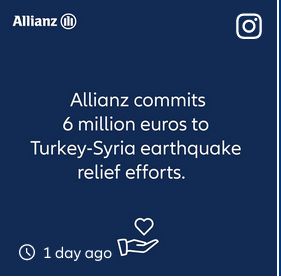 Allianz
Allianz commits
6 million euros to
Turkey-Syria earthquake
relief efforts.
1 day ago